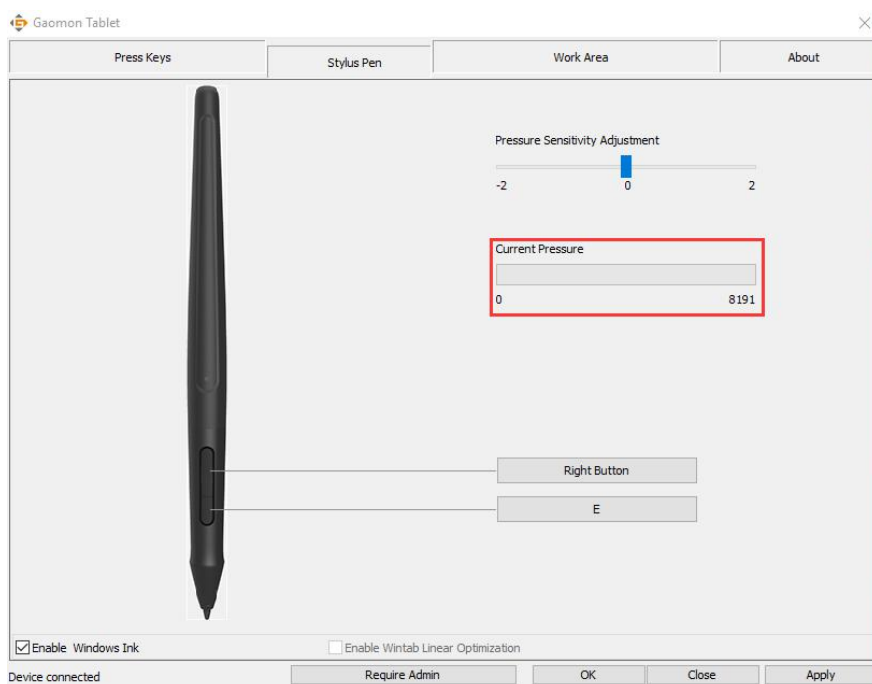 Gaomon Tablet
Press Keys
Stylus Pen
Work Area
About
Pressure Sensitivity Adjustment
-2 0 2
Current Pressure
0 8191
Right Button
E
Enable Windows Ink
Enable Wintab Linear Optimization
Device connected
Require Admin
OK
Close
Apply